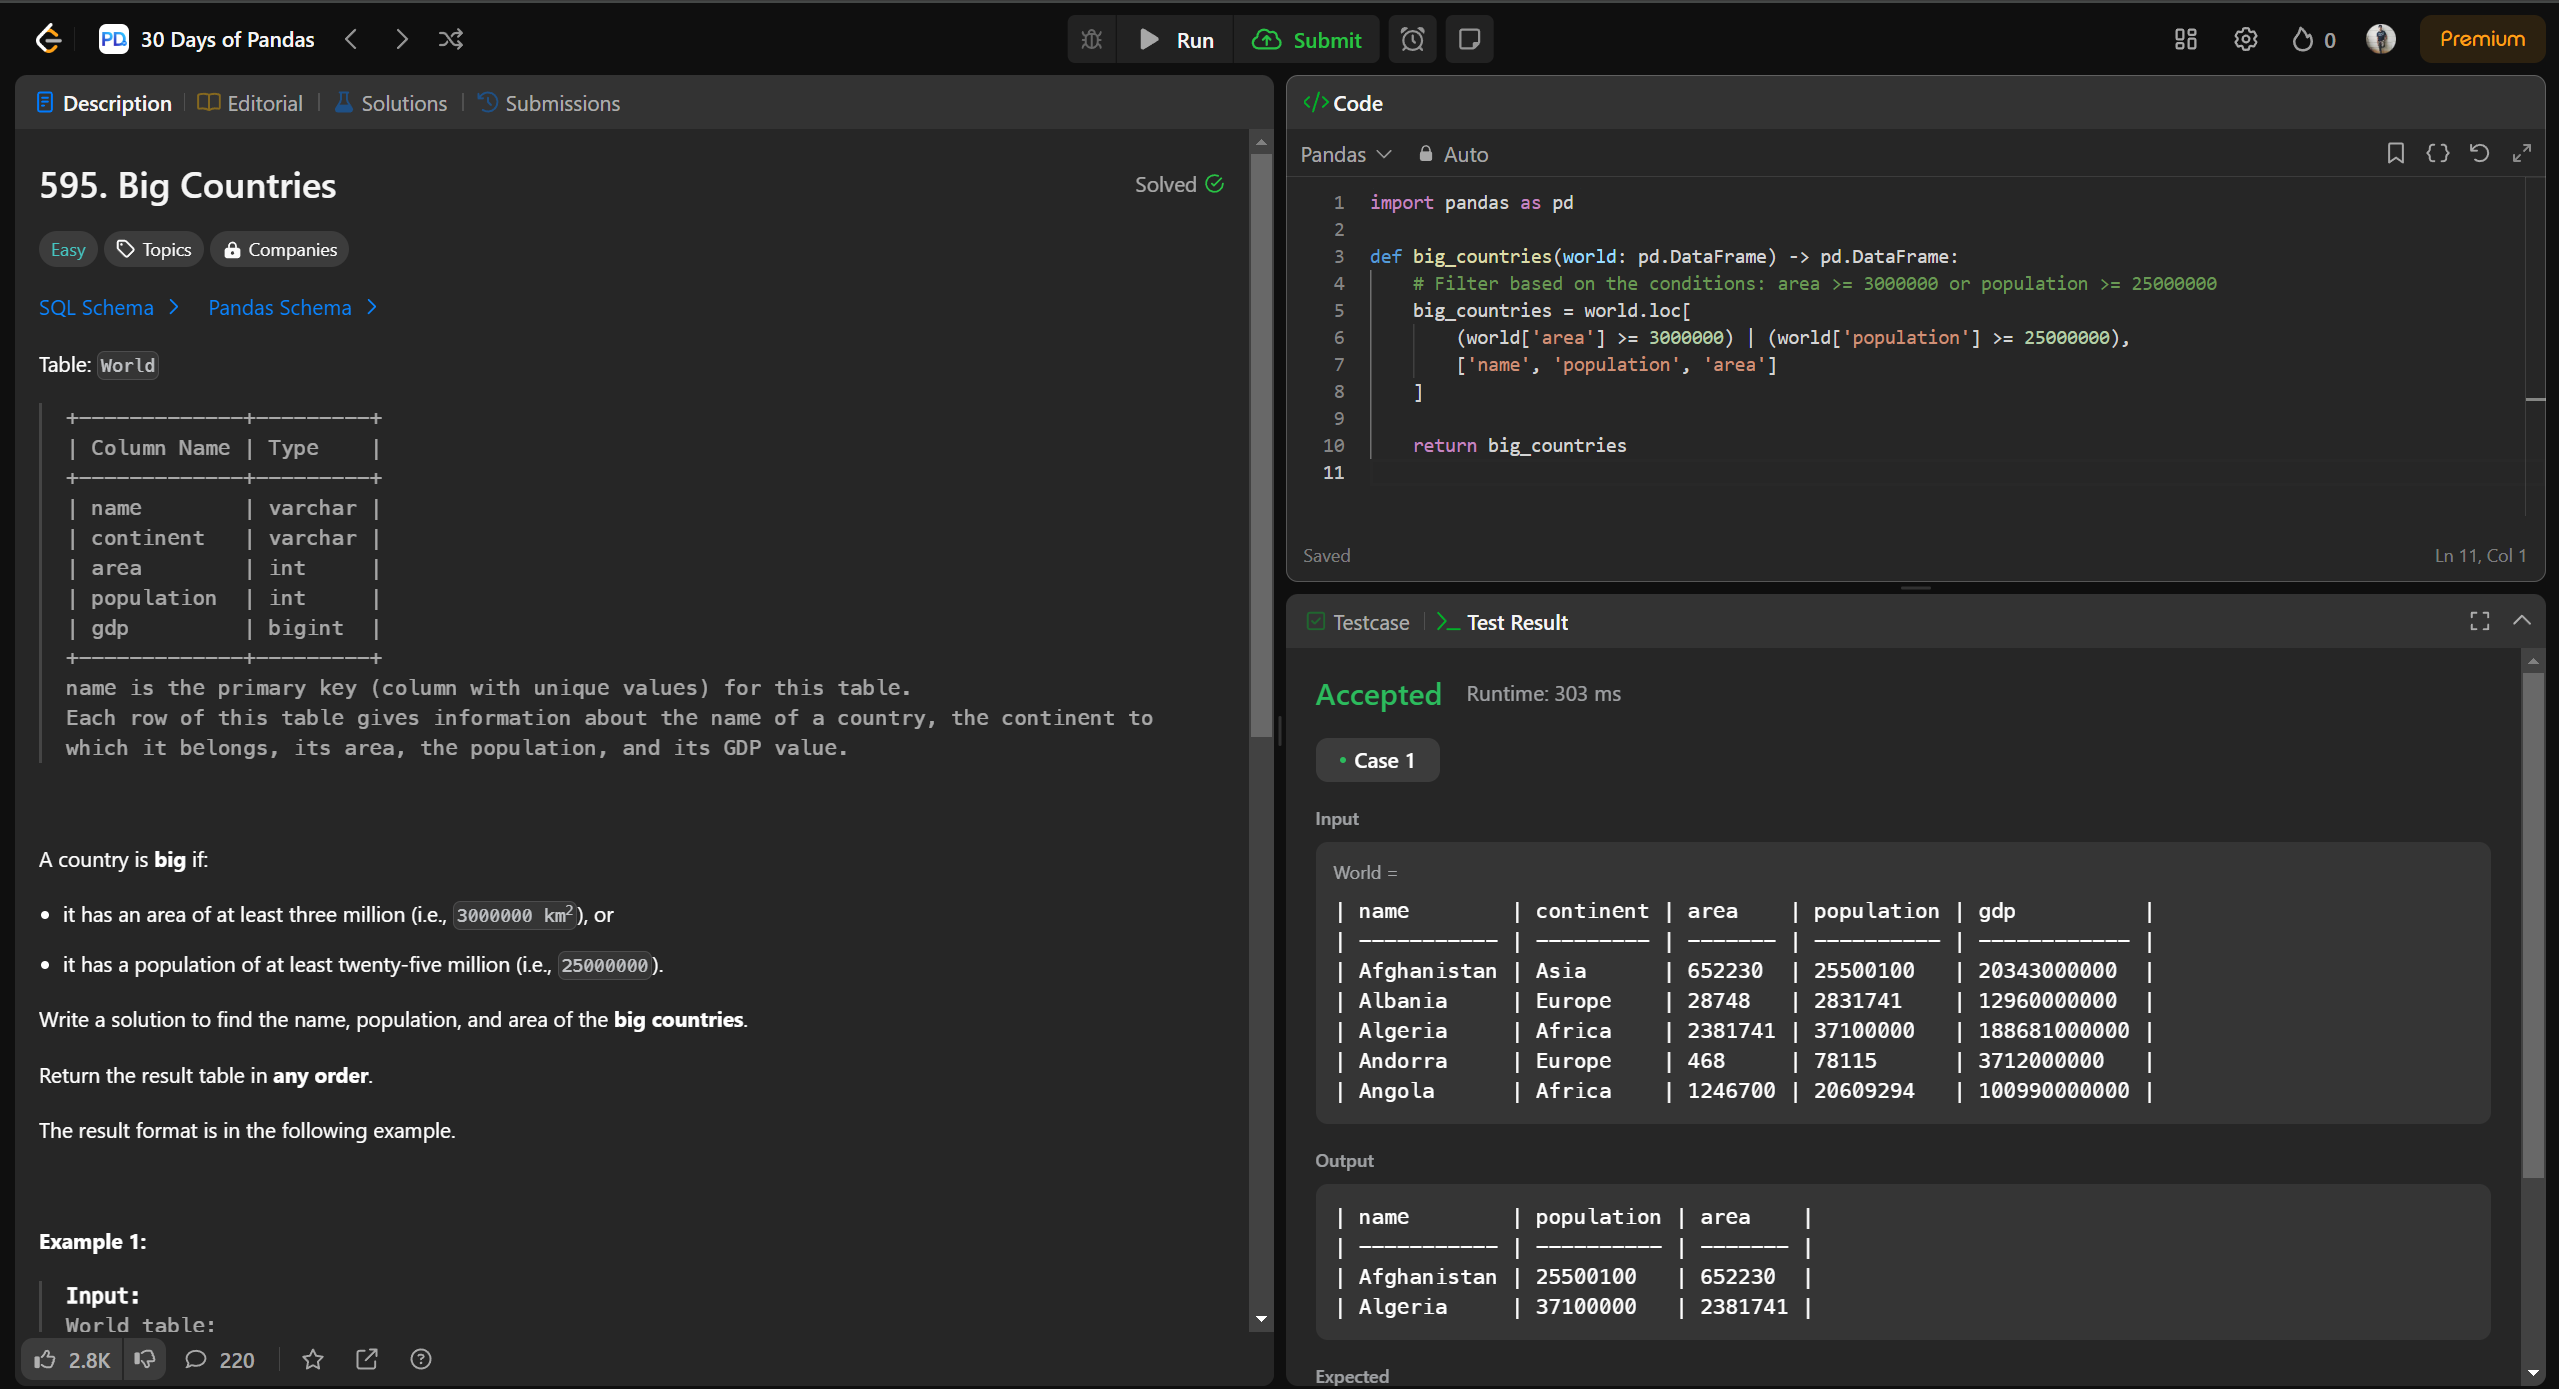 PD 30 Days of Pandas
Run
Submit
0
Premium
Description
Editorial
Solutions
Submissions
595. Big Countries
Solved
Easy
Topics
Companies
SQL Schema
Pandas Schema
Table: World
+-------------+---------+
| Column Name | Type    |
+-------------+---------+
| name        | varchar |
| continent   | varchar |
| area        | int     |
| population  | int     |
| gdp         | bigint  |
+-------------+---------+
name is the primary key (column with unique values) for this table.
Each row of this table gives information about the name of a country, the continent to
which it belongs, its area, the population, and its GDP value.
A country is big if:
• it has an area of at least three million (i.e., 3000000 km²), or
• it has a population of at least twenty-five million (i.e., 25000000).
Write a solution to find the name, population, and area of the big countries.
Return the result table in any order.
The result format is in the following example.
Example 1:
Input:
World table:
2.8K
220
</> Code
Pandas
Auto
1 import pandas as pd
2
3 def big_countries(world: pd.DataFrame) -> pd.DataFrame:
4     # Filter based on the conditions: area >= 3000000 or population >= 25000000
5     big_countries = world.loc[
6         (world['area'] >= 3000000) | (world['population'] >= 25000000),
7         ['name', 'population', 'area']
8     ]
9
10     return big_countries
11
Saved
Ln 11, Col 1
Testcase
>_ Test Result
Accepted
Runtime: 303 ms
• Case 1
Input
World =
| name        | continent | area    | population | gdp          |
| ----------- | --------- | ------- | ---------- | ------------ |
| Afghanistan | Asia      | 652230  | 25500100   | 20343000000  |
| Albania     | Europe    | 28748   | 2831741    | 12960000000  |
| Algeria     | Africa    | 2381741 | 37100000   | 188681000000 |
| Andorra     | Europe    | 468     | 78115      | 3712000000   |
| Angola      | Africa    | 1246700 | 20609294   | 100990000000 |
Output
| name        | population | area    |
| ----------- | ---------- | ------- |
| Afghanistan | 25500100   | 652230  |
| Algeria     | 37100000   | 2381741 |
Expected